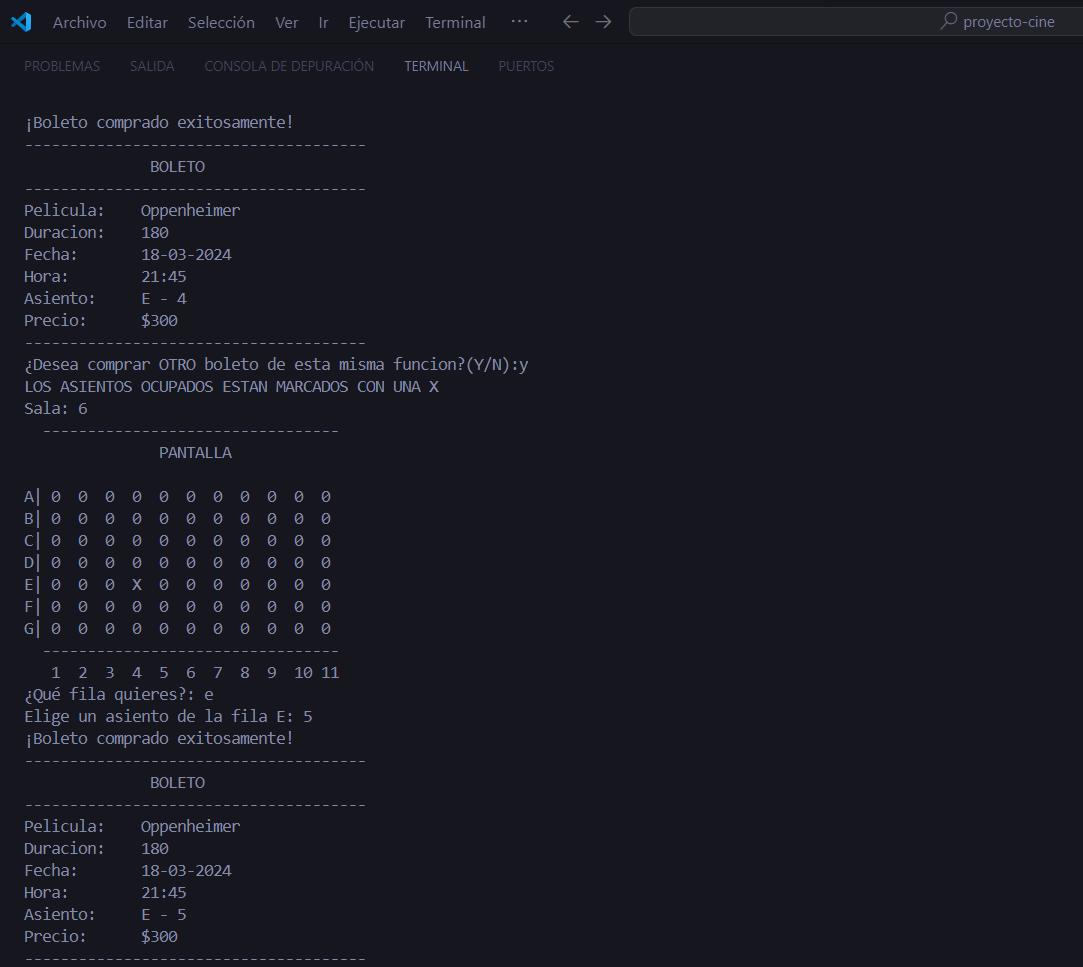 Archivo Editar Selección Ver Ir Ejecutar Terminal ··· ← → proyecto-cine
PROBLEMAS SALIDA CONSOLA DE DEPURACIÓN TERMINAL PUERTOS
¡Boleto comprado exitosamente!
--------------------------------------
BOLETO
--------------------------------------
Pelicula: Oppenheimer
Duracion: 180
Fecha: 18-03-2024
Hora: 21:45
Asiento: E - 4
Precio: $300
--------------------------------------
¿Desea comprar OTRO boleto de esta misma funcion?(Y/N):y
LOS ASIENTOS OCUPADOS ESTAN MARCADOS CON UNA X
Sala: 6
---------------------------------
PANTALLA
A| 0 0 0 0 0 0 0 0 0 0 0
B| 0 0 0 0 0 0 0 0 0 0 0
C| 0 0 0 0 0 0 0 0 0 0 0
D| 0 0 0 0 0 0 0 0 0 0 0
E| 0 0 0 X 0 0 0 0 0 0 0
F| 0 0 0 0 0 0 0 0 0 0 0
G| 0 0 0 0 0 0 0 0 0 0 0
---------------------------------
1 2 3 4 5 6 7 8 9 10 11
¿Qué fila quieres?: e
Elige un asiento de la fila E: 5
¡Boleto comprado exitosamente!
--------------------------------------
BOLETO
--------------------------------------
Pelicula: Oppenheimer
Duracion: 180
Fecha: 18-03-2024
Hora: 21:45
Asiento: E - 5
Precio: $300
--------------------------------------